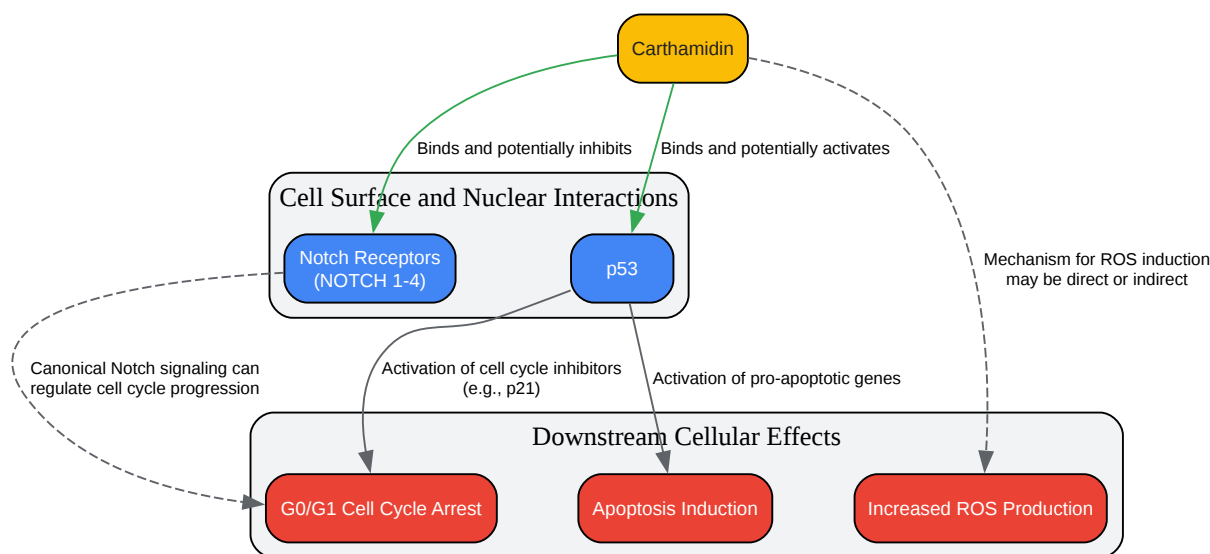 Carthamidin
Binds and potentially inhibits
Binds and potentially activates
Cell Surface and Nuclear Interactions
Notch Receptors
(NOTCH 1-4)
p53
Mechanism for ROS induction
may be direct or indirect
Canonical Notch signaling can
regulate cell cycle progression
Activation of cell cycle inhibitors
(e.g., p21)
Activation of pro-apoptotic genes
Downstream Cellular Effects
G0/G1 Cell Cycle Arrest
Apoptosis Induction
Increased ROS Production